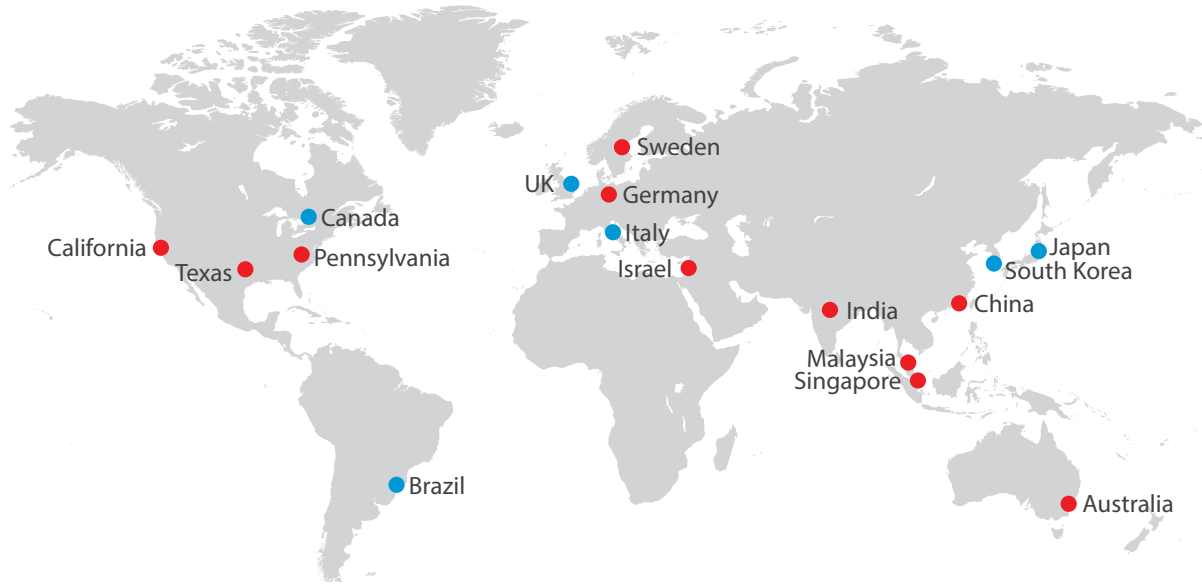 Sweden
UK
Germany
Canada
Italy
California
Pennsylvania
Japan
Texas
Israel
South Korea
India
China
Malaysia
Singapore
Brazil
Australia